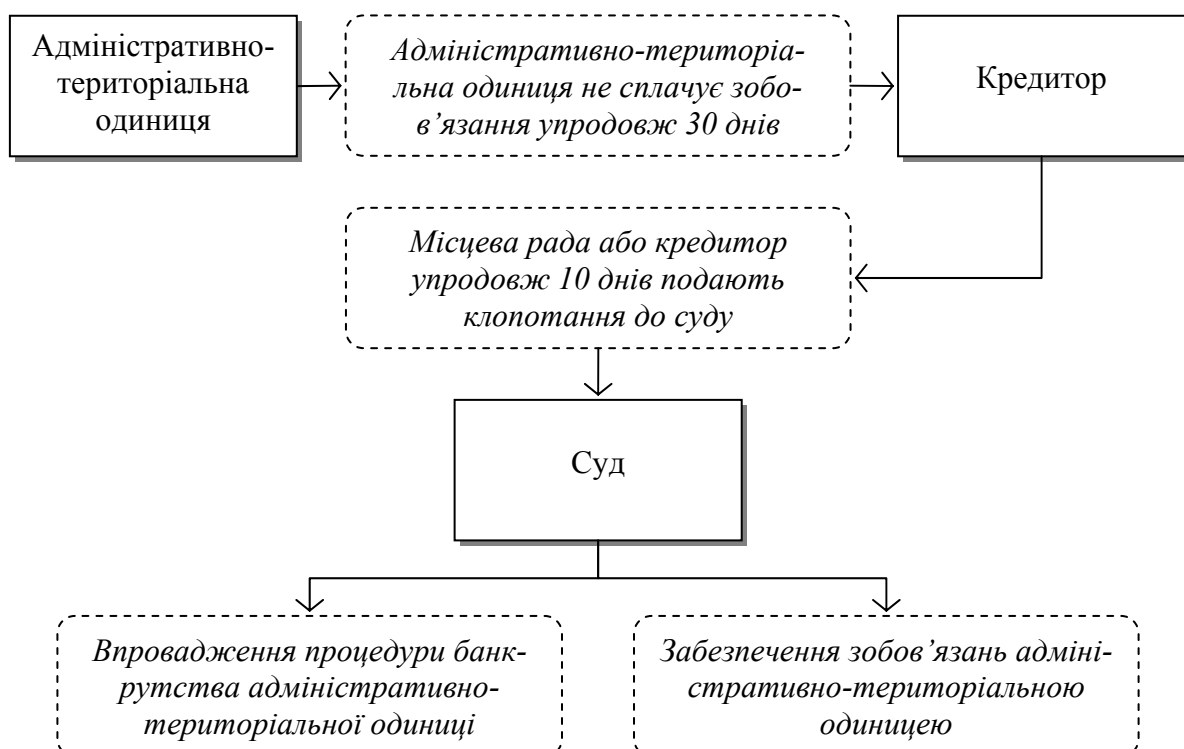 Адміністративно-
територіальна
одиниця
Адміністративно-територіа-
льна одиниця не сплачує зобо-
в’язання упродовж 30 днів
Кредитор
Місцева рада або кредитор
упродовж 10 днів подають
клопотання до суду
Суд
Впровадження процедури банк-
рутства адміністративно-
територіальної одиниці
Забезпечення зобов’язань адміні-
стративно-територіальною
одиницею